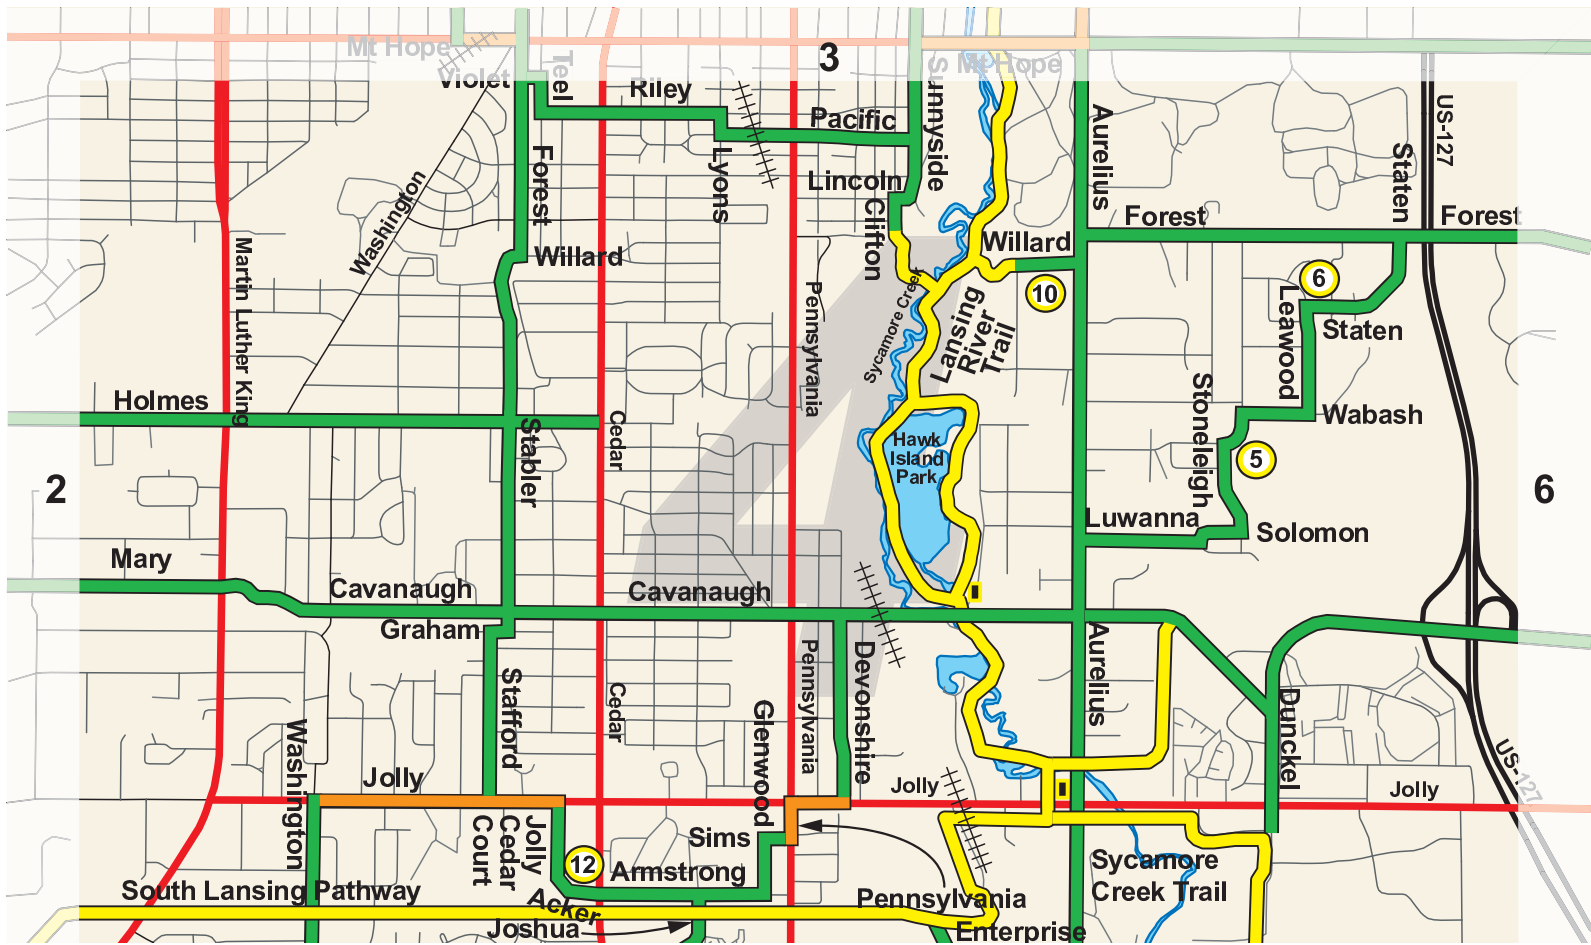 Mt Hope
3
Mt Hope
Violet
Teel
Riley
Pacific
Sunnyside
Aurelius
US-127
Washington
Forest
Lyons
Lincoln
Clifton
Staten
Forest
Forest
Willard
Willard
Martin Luther King
Pennsylvania
Sycamore Creek
Lansing
River
Trail
10
6
Leawood
Staten
Holmes
Stabler
Cedar
Hawk
Island
Park
Stoneleigh
Wabash
5
2
6
4
Luwanna
Solomon
Mary
Cavanaugh
Cavanaugh
Graham
Stafford
Cedar
Pennsylvania
Devonshire
Aurelius
Glenwood
Dunckel
Washington
US-127
Jolly
Jolly
Jolly
Jolly
Cedar
Court
Sims
12
Armstrong
Sycamore
Creek Trail
South Lansing Pathway
Acker
Pennsylvania
Joshua
Enterprise